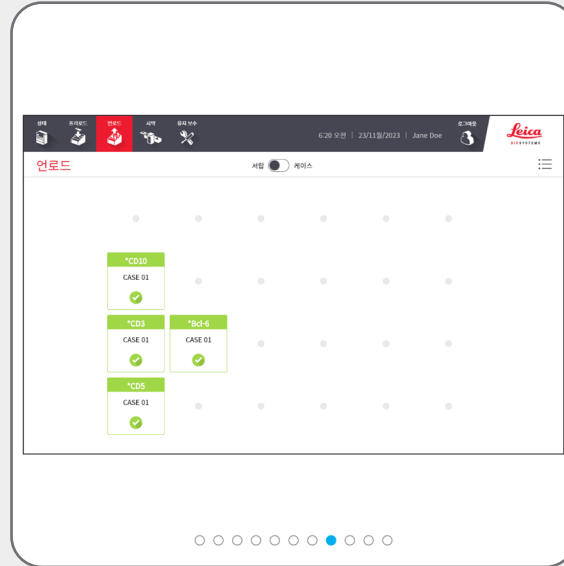 상태 프리로드 언로드 시약 유지 보수 로그아웃
6:20 오전 | 23/11월/2023 | Jane Doe
Leica
BIOSYSTEMS
언로드
서랍 케이스
*CD10
CASE 01
*CD3 *Bcl-6
CASE 01 CASE 01
*CD5
CASE 01